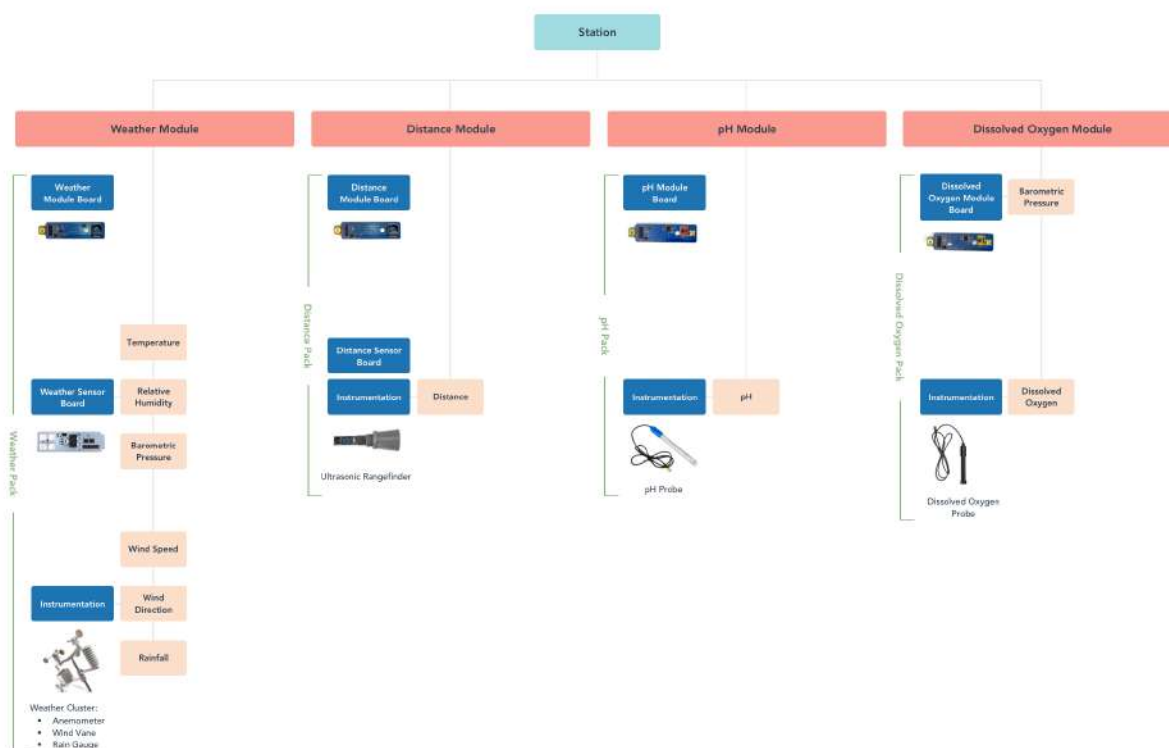 Station
Weather Module
Distance Module
pH Module
Dissolved Oxygen Module
Weather Pack
Weather
Module Board
Temperature
Weather Sensor
Board
Relative
Humidity
Barometric
Pressure
Wind Speed
Instrumentation
Wind
Direction
Rainfall
Weather Cluster:
• Anemometer
• Wind Vane
• Rain Gauge
Distance Pack
Distance
Module Board
Distance Sensor
Board
Instrumentation
Distance
Ultrasonic Rangefinder
pH Pack
pH Module
Board
Instrumentation
pH
pH Probe
Dissolved Oxygen Pack
Dissolved
Oxygen Module
Board
Barometric
Pressure
Instrumentation
Dissolved
Oxygen
Dissolved Oxygen
Probe